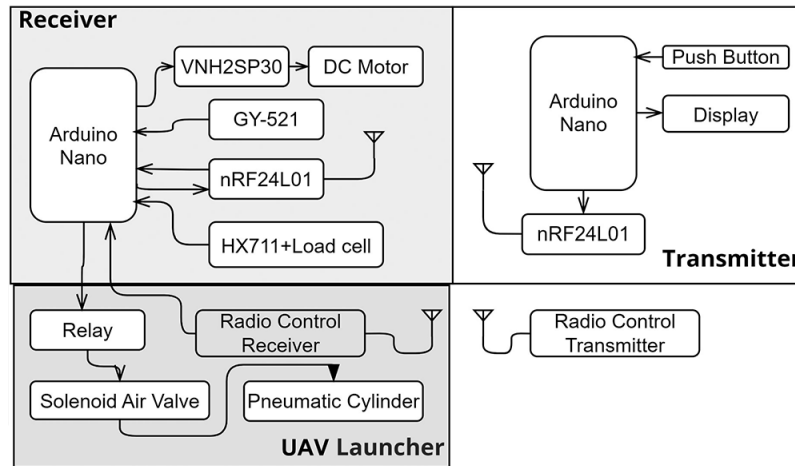 Receiver
VNH2SP30
DC Motor
Arduino
Nano
GY-521
nRF24L01
HX711+Load cell
Arduino
Nano
Push Button
Display
nRF24L01
Transmitter
Relay
Radio Control
Receiver
Radio Control
Transmitter
Solenoid Air Valve
Pneumatic Cylinder
UAV Launcher